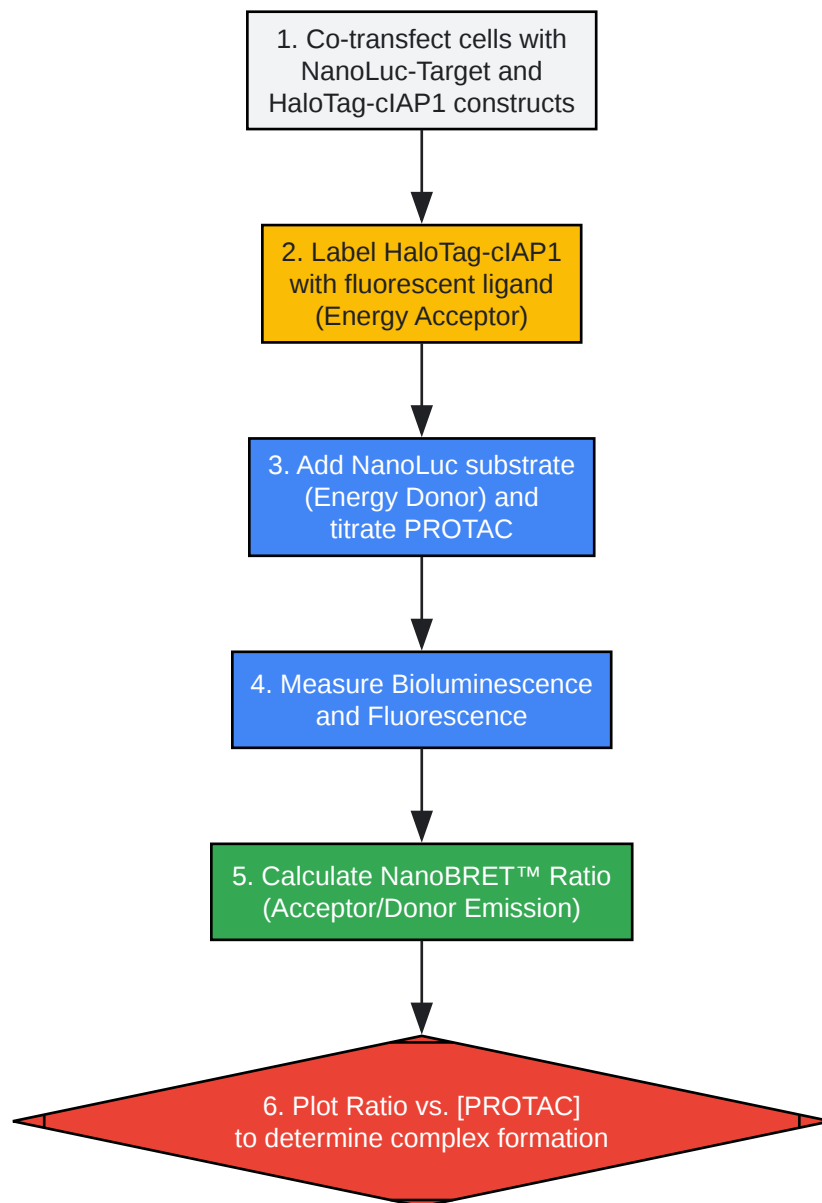 1. Co-transfect cells with
NanoLuc-Target and
HaloTag-cIAP1 constructs
2. Label HaloTag-cIAP1
with fluorescent ligand
(Energy Acceptor)
3. Add NanoLuc substrate
(Energy Donor) and
titrate PROTAC
4. Measure Bioluminescence
and Fluorescence
5. Calculate NanoBRET™ Ratio
(Acceptor/Donor Emission)
6. Plot Ratio vs. [PROTAC]
to determine complex formation